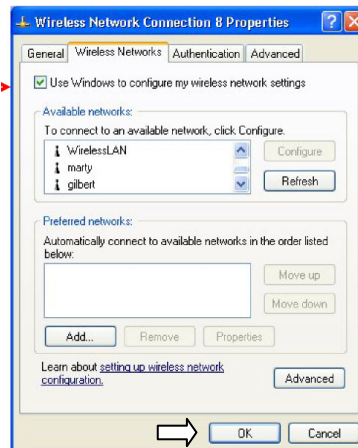 Wireless Network Connection 8 Properties
General Wireless Networks Authentication Advanced
Use Windows to configure my wireless network settings
Available networks:
To connect to an available network, click Configure.
WirelessLAN
marty
gilbert
Configure
Refresh
Preferred networks:
Automatically connect to available networks in the order listed
below:
Move up
Move down
Add... Remove Properties
Learn about setting up wireless network
configuration.
Advanced
OK Cancel